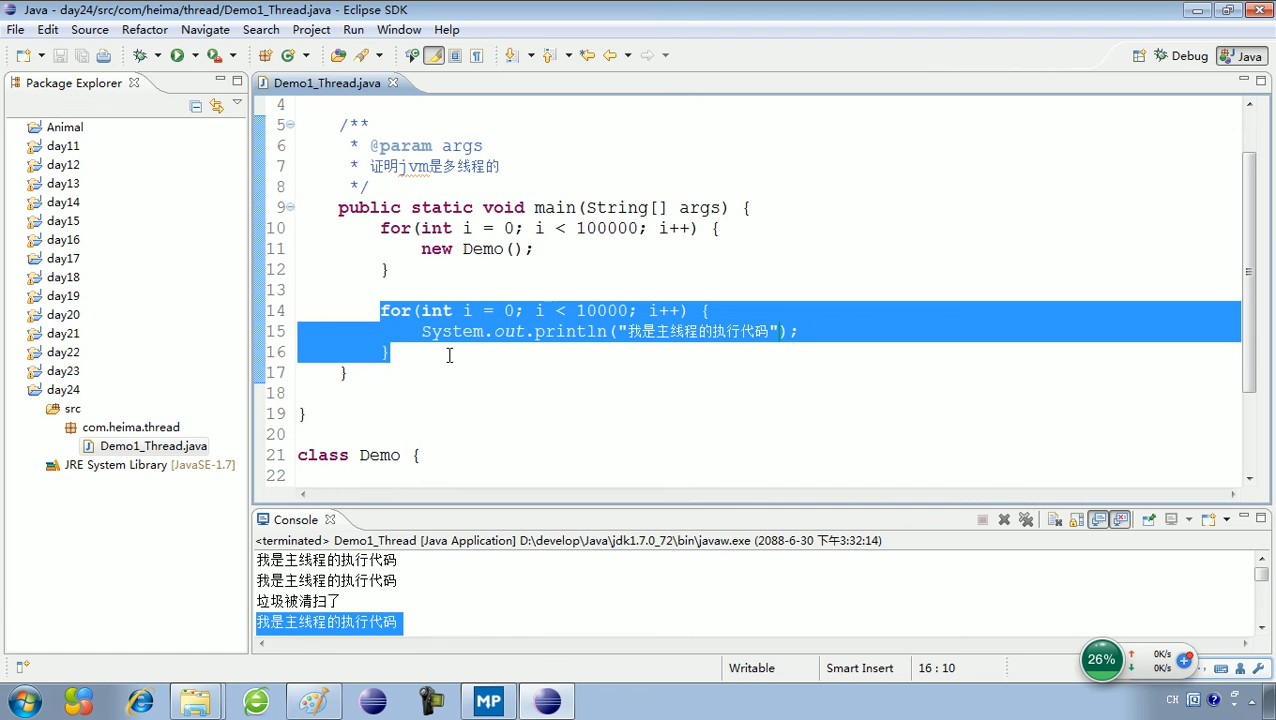 Java - day24/src/com/heima/thread/Demo1_Thread.java - Eclipse SDK
File Edit Source Refactor Navigate Search Project Run Window Help
Debug Java
Package Explorer
Demo1_Thread.java
Animal
day11
day12
day13
day14
day15
day16
day17
day18
day19
day20
day21
day22
day23
day24
src
com.heima.thread
Demo1_Thread.java
JRE System Library [JavaSE-1.7]
4
5 /**
6 * @param args
7 * 证明jvm是多线程的
8 */
9 public static void main(String[] args) {
10 for(int i = 0; i < 100000; i++) {
11 new Demo();
12 }
13
14 for(int i = 0; i < 10000; i++) {
15 System.out.println("我是主线程的执行代码");
16 }
17 }
18
19 }
20
21 class Demo {
22
Console
<terminated> Demo1_Thread [Java Application] D:\develop\Java\jdk1.7.0_72\bin\javaw.exe (2088-6-30 下午3:32:14)
我是主线程的执行代码
我是主线程的执行代码
垃圾被清扫了
我是主线程的执行代码
Writable Smart Insert 16 : 10
26% 0K/s
0K/s
MP
CH